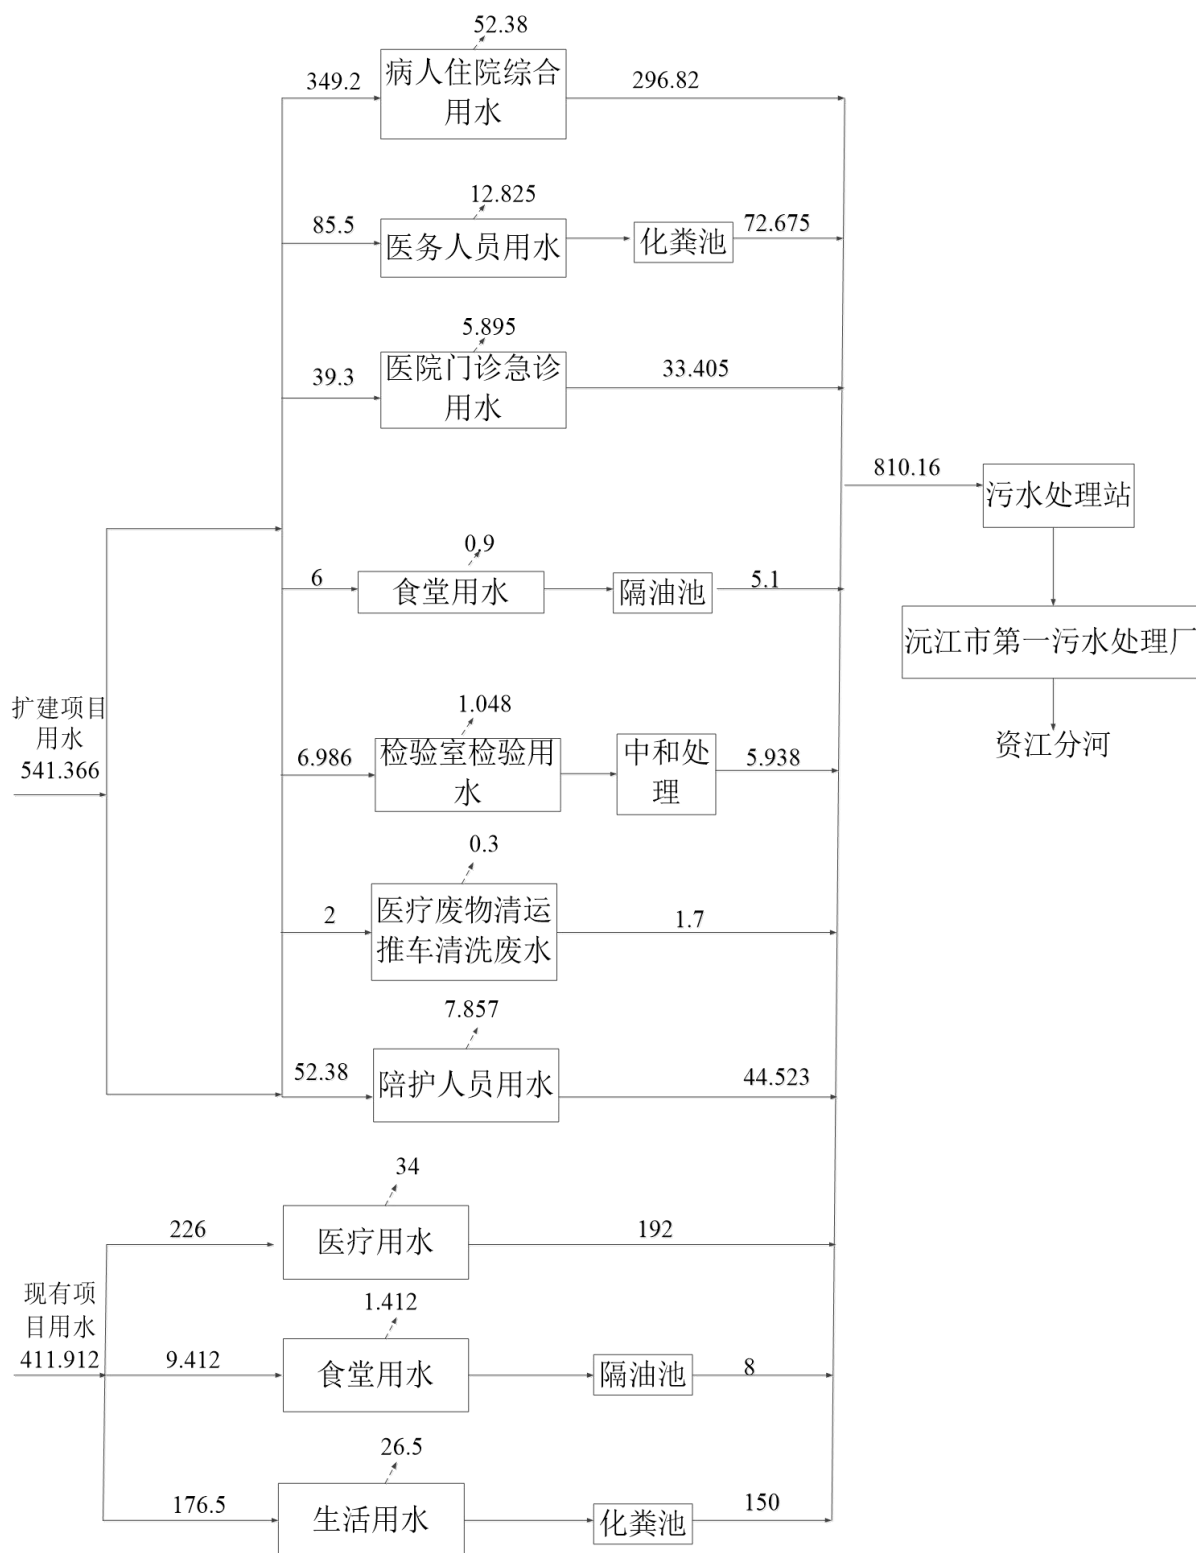 52.38
349.2
病人住院综合
用水
296.82
12.825
85.5
医务人员用水
化粪池
72.675
5.895
39.3
医院门诊急诊
用水
33.405
810.16
污水处理站
0.9
6
食堂用水
隔油池
5.1
沅江市第一污水处理厂
资江分河
扩建项目
用水
541.366
1.048
6.986
检验室检验用
水
中和处
理
5.938
0.3
2
医疗废物清运
推车清洗废水
1.7
7.857
52.38
陪护人员用水
44.523
34
226
医疗用水
192
现有项
目用水
411.912
1.412
9.412
食堂用水
隔油池
8
26.5
176.5
生活用水
化粪池
150